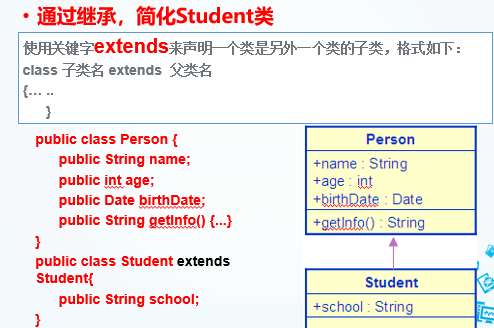 • 通过继承，简化Student类
使用关键字extends来声明一个类是另外一个类的子类，格式如下：
class 子类名 extends 父类名
{… ..
}
public class Person {
public String name;
public int age;
public Date birthDate;
public String getInfo() {...}
}
public class Student extends
Student{
public String school;
}
Person
+name : String
+age : int
+birthDate : Date
+getInfo() : String
Student
+school : String